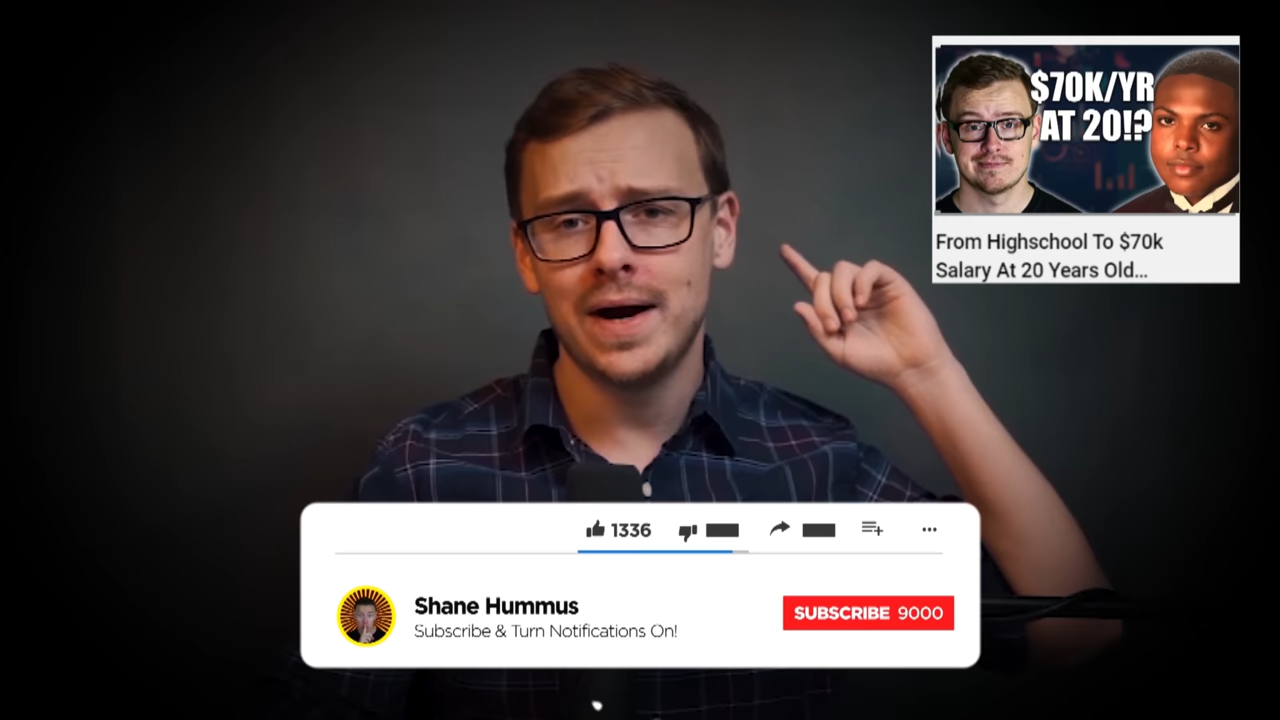 $70K/YR
AT 20!?
From Highschool To $70k
Salary At 20 Years Old...
1336
Shane Hummus
Subscribe & Turn Notifications On!
SUBSCRIBE 9000